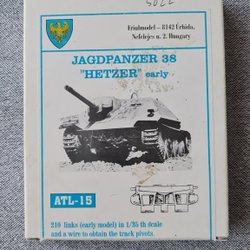 5022
Friulmodel - 8142 Úrhida,
Nefelejcs u. 2. Hungary
JAGDPANZER 38
"HETZER" early
ATL-15
210 links (early model) in 1/35 th scale
and a wire to obtain the track pivots.